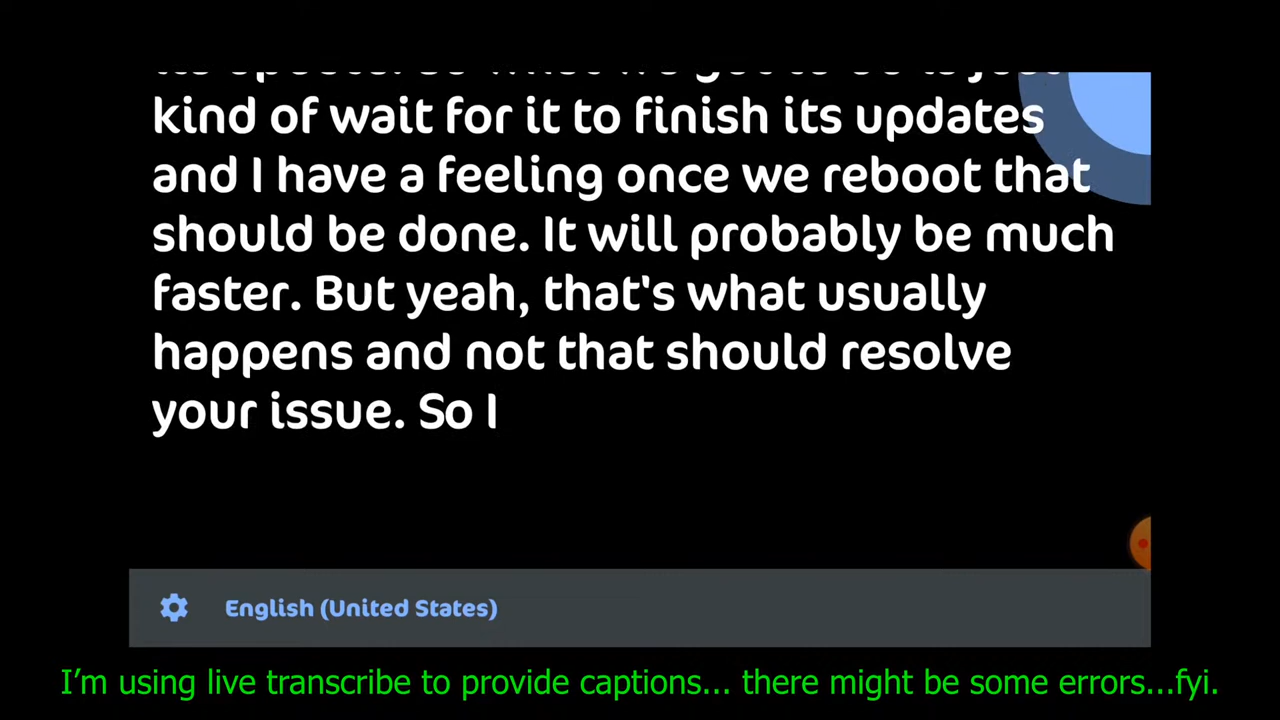 kind of wait for it to finish its updates
and I have a feeling once we reboot that
should be done. It will probably be much
faster. But yeah, that's what usually
happens and not that should resolve
your issue. So I
English (United States)
I'm using live transcribe to provide captions... there might be some errors...fyi.